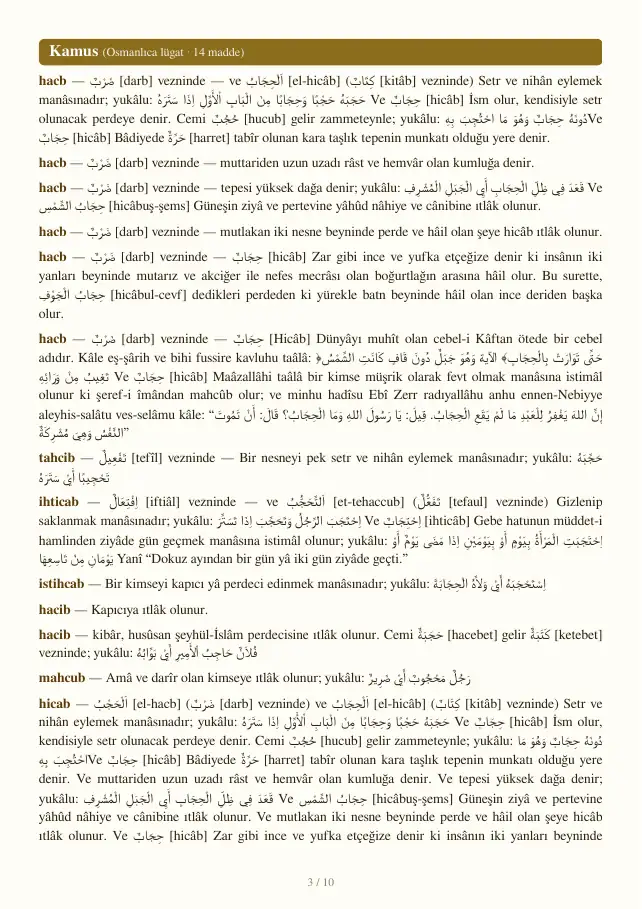 Kamus (Osmanlıca lügat · 14 madde)
hacb — ضَرْبٌ [darb] vezninde — ve اَلْحِجَابُ [el-hicâb] (كِتَابٌ [kitâb] vezninde) Setr ve nihân eylemek
manâsınadır; yukâlu: حَجَبَهُ حَجْبًا وَحِجَابًا مِنَ الْبَابِ اْلأَوَّلِ إِذَا سَتَرَهُ Ve حِجَابٌ [hicâb] İsm olur, kendisiyle setr
olunacak perdeye denir. Cemi حُجُبٌ [hucub] gelir zammeteynle; yukâlu: دُونَهُ حِجَابٌ وَهُوَ مَا احْتُجِبَ بِهِ Ve
حِجَابٌ [hicâb] Bâdiyede حَرَّةٌ [harret] tabîr olunan kara taşlık tepenin munkatı olduğu yere denir.
hacb — ضَرْبٌ [darb] vezninde — muttariden uzun uzadı râst ve hemvâr olan kumluğa denir.
hacb — ضَرْبٌ [darb] vezninde — tepesi yüksek dağa denir; yukâlu: قَعَدَ فِي ظِلِّ الْحِجَابِ أَيِ الْجَبَلِ الْمُشْرِفِ Ve
حِجَابُ الشَّمْسِ [hicâbuş-şems] Güneşin ziyâ ve pertevine yâhûd nâhiye ve cânibine ıtlâk olunur.
hacb — ضَرْبٌ [darb] vezninde — mutlakan iki nesne beyninde perde ve hâil olan şeye hicâb ıtlâk olunur.
hacb — ضَرْبٌ [darb] vezninde — حِجَابٌ [hicâb] Zar gibi ince ve yufka etçeğize denir ki insânın iki
yanları beyninde mutarız ve akciğer ile nefes mecrâsı olan boğurtlağın arasına hâil olur. Bu surette,
حِجَابُ الْجَوْفِ [hicâbul-cevf] dedikleri perdeden ki yürekle batn beyninde hâil olan ince deriden başka
olur.
hacb — ضَرْبٌ [darb] vezninde — حِجَابٌ [Hicâb] Dünyâyı muhît olan cebel-i Kâftan ötede bir cebel
adıdır. Kâle eş-şârih ve bihi fussire kavluhu taâlâ: ﴿حَتَّى تَوَارَتْ بِالْحِجَابِ﴾ الآية وَهُوَ جَبَلٌ دُونَ قَافٍ كَانَتِ الشَّمْسُ
تَغِيبُ مِنْ وَرَائِهِ Ve حِجَابٌ [hicâb] Maâzallâhi taâlâ bir kimse müşrik olarak fevt olmak manâsına istimâl
olunur ki şeref-i îmândan mahcûb olur; ve minhu hadîsu Ebî Zerr radıyallâhu anhu ennen-Nebiyye
aleyhis-salâtu ves-selâmu kâle: “إِنَّ اللهَ يَغْفِرُ لِلْعَبْدِ مَا لَمْ يَقَعِ الْحِجَابُ. قِيلَ: يَا رَسُولَ اللهِ وَمَا الْحِجَابُ؟ قَالَ: أَنْ تَمُوتَ
النَّفْسُ وَهِيَ مُشْرِكَةٌ”
tahcib — تَفْعِيلٌ [tefîl] vezninde — Bir nesneyi pek setr ve nihân eylemek manâsınadır; yukâlu: حَجَّبَهُ
تَحْجِيبًا أَيْ سَتَرَهُ
ihticab — اِفْتِعَالٌ [iftiâl] vezninde — ve اَلتَّحَجُّبُ [et-tehaccub] (تَفَعُّلٌ [tefaul] vezninde) Gizlenip
saklanmak manâsınadır; yukâlu: اِحْتَجَبَ الرَّجُلُ وَتَحَجَّبَ إِذَا تَسَتَّرَ Ve اِحْتِجَابٌ [ihticâb] Gebe hatunun müddet-i
hamlinden ziyâde gün geçmek manâsına istimâl olunur; yukâlu: اِحْتَجَبَتِ الْمَرْأَةُ بِيَوْمٍ أَوْ بِيَوْمَيْنِ إِذَا مَضَى يَوْمٌ أَوْ
يَوْمَانِ مِنْ تَاسِعِهَا Yanî “Dokuz ayından bir gün yâ iki gün ziyâde geçti.”
istihcab — Bir kimseyi kapıcı yâ perdeci edinmek manâsınadır; yukâlu: اِسْتَحْجَبَهُ أَيْ وَلاَّهُ الْحِجَابَةَ
hacib — Kapıcıya ıtlâk olunur.
hacib — kibâr, husûsan şeyhül-İslâm perdecisine ıtlâk olunur. Cemi حَجَبَةٌ [hacebet] gelir كَتَبَةٌ [ketebet]
vezninde; yukâlu: فُلاَنٌ حَاجِبُ الْأَمِيرِ أَيْ بَوَّابُهُ
mahcub — Amâ ve darîr olan kimseye ıtlâk olunur; yukâlu: رَجُلٌ مَحْجُوبٌ أَيْ ضَرِيرٌ
hicab — اَلْحَجْبُ [el-hacb] (ضَرْبٌ [darb] vezninde) ve اَلْحِجَابُ [el-hicâb] (كِتَابٌ [kitâb] vezninde) Setr ve
nihân eylemek manâsınadır; yukâlu: حَجَبَهُ حَجْبًا وَحِجَابًا مِنَ الْبَابِ اْلأَوَّلِ إِذَا سَتَرَهُ Ve حِجَابٌ [hicâb] İsm olur,
kendisiyle setr olunacak perdeye denir. Cemi حُجُبٌ [hucub] gelir zammeteynle; yukâlu: دُونَهُ حِجَابٌ وَهُوَ مَا
احْتُجِبَ بِهِ Ve حِجَابٌ [hicâb] Bâdiyede حَرَّةٌ [harret] tabîr olunan kara taşlık tepenin munkatı olduğu yere
denir. Ve muttariden uzun uzadı râst ve hemvâr olan kumluğa denir. Ve tepesi yüksek dağa denir;
yukâlu: قَعَدَ فِي ظِلِّ الْحِجَابِ أَيِ الْجَبَلِ الْمُشْرِفِ Ve حِجَابُ الشَّمْسِ [hicâbuş-şems] Güneşin ziyâ ve pertevine
yâhûd nâhiye ve cânibine ıtlâk olunur. Ve mutlakan iki nesne beyninde perde ve hâil olan şeye hicâb
ıtlâk olunur. Ve حِجَابٌ [hicâb] Zar gibi ince ve yufka etçeğize denir ki insânın iki yanları beyninde
3 / 10